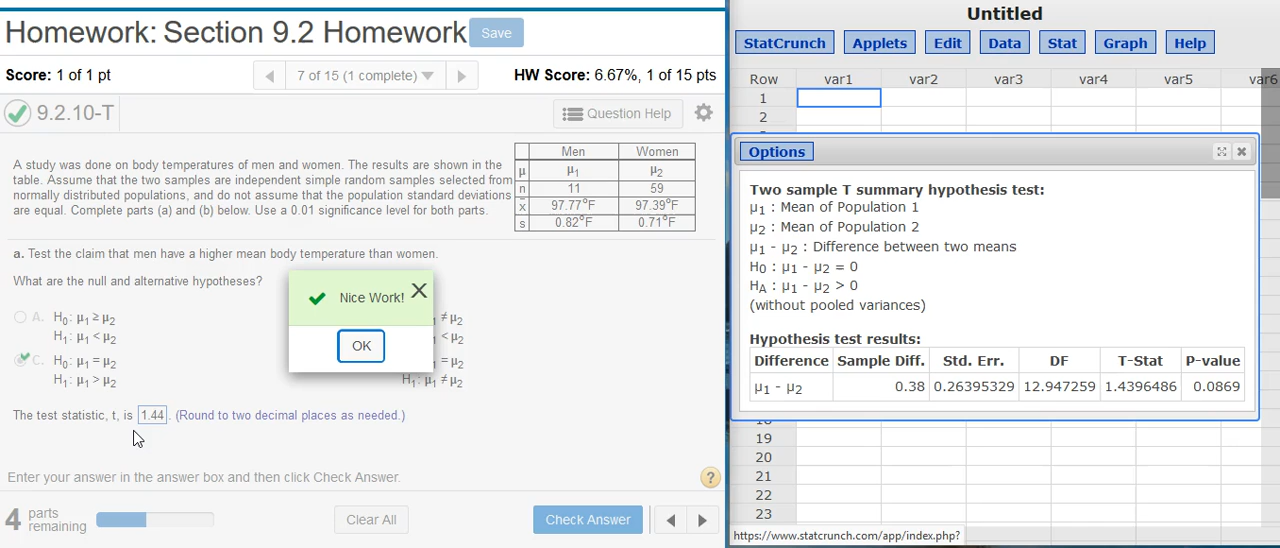 Homework: Section 9.2 Homework
Save
Score: 1 of 1 pt
7 of 15 (1 complete)
HW Score: 6.67%, 1 of 15 pts
9.2.10-T
Question Help
A study was done on body temperatures of men and women. The results are shown in the
table. Assume that the two samples are independent simple random samples selected from
normally distributed populations, and do not assume that the population standard deviations
are equal. Complete parts (a) and (b) below. Use a 0.01 significance level for both parts.
Men Women
μ μ₁ μ₂
n 11 59
x̄ 97.77°F 97.39°F
s 0.82°F 0.71°F
a. Test the claim that men have a higher mean body temperature than women.
What are the null and alternative hypotheses?
A. H₀: μ₁ ≥ μ₂
H₁: μ₁ < μ₂
≠ μ₂
< μ₂
C. H₀: μ₁ = μ₂
H₁: μ₁ > μ₂
= μ₂
H₁: μ₁ ≠ μ₂
Nice Work!
OK
The test statistic, t, is 1.44. (Round to two decimal places as needed.)
Enter your answer in the answer box and then click Check Answer.
?
4 parts
remaining
Clear All
Check Answer
Untitled
StatCrunch Applets Edit Data Stat Graph Help
Row var1 var2 var3 var4 var5 var6
1
2
Options
Two sample T summary hypothesis test:
μ₁ : Mean of Population 1
μ₂ : Mean of Population 2
μ₁ - μ₂ : Difference between two means
H₀ : μ₁ - μ₂ = 0
Hᴀ : μ₁ - μ₂ > 0
(without pooled variances)
Hypothesis test results:
Difference Sample Diff. Std. Err. DF T-Stat P-value
μ₁ - μ₂ 0.38 0.26395329 12.947259 1.4396486 0.0869
18
19
20
21
22
23
https://www.statcrunch.com/app/index.php?